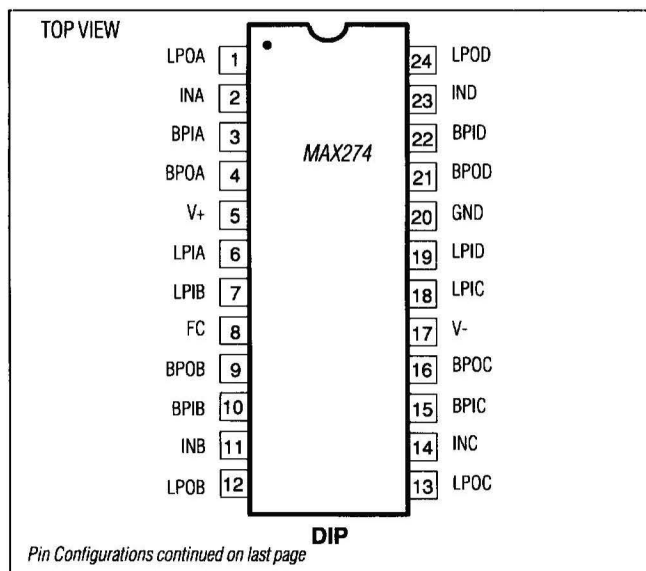 TOP VIEW
LPOA 1 24 LPOD
INA 2 23 IND
BPIA 3 22 BPID
MAX274
BPOA 4 21 BPOD
V+ 5 20 GND
LPIA 6 19 LPID
LPIB 7 18 LPIC
FC 8 17 V-
BPOB 9 16 BPOC
BPIB 10 15 BPIC
INB 11 14 INC
LPOB 12 13 LPOC
DIP
Pin Configurations continued on last page